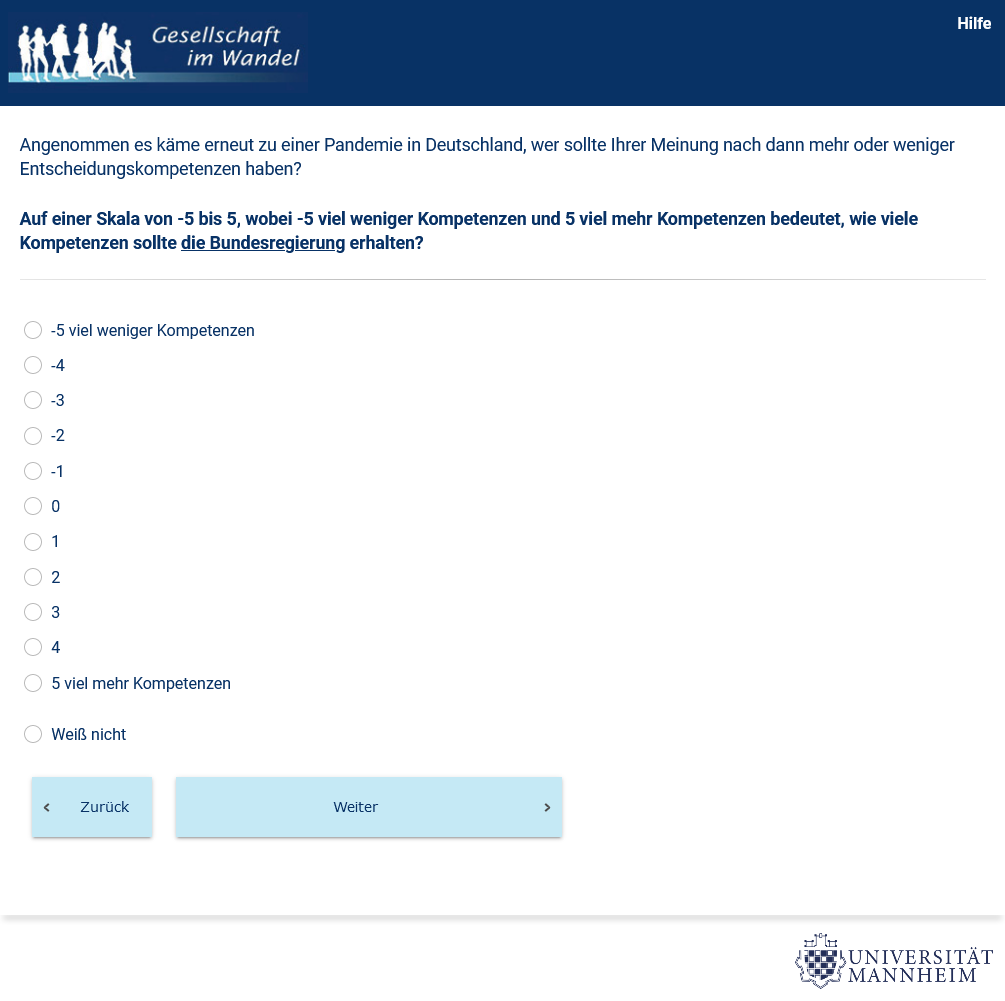 Gesellschaft
im Wandel
Hilfe
Angenommen es käme erneut zu einer Pandemie in Deutschland, wer sollte Ihrer Meinung nach dann mehr oder weniger
Entscheidungskompetenzen haben?
Auf einer Skala von -5 bis 5, wobei -5 viel weniger Kompetenzen und 5 viel mehr Kompetenzen bedeutet, wie viele
Kompetenzen sollte die Bundesregierung erhalten?
-5 viel weniger Kompetenzen
-4
-3
-2
-1
0
1
2
3
4
5 viel mehr Kompetenzen
Weiß nicht
Zurück
Weiter
UNIVERSITÄT
MANNHEIM